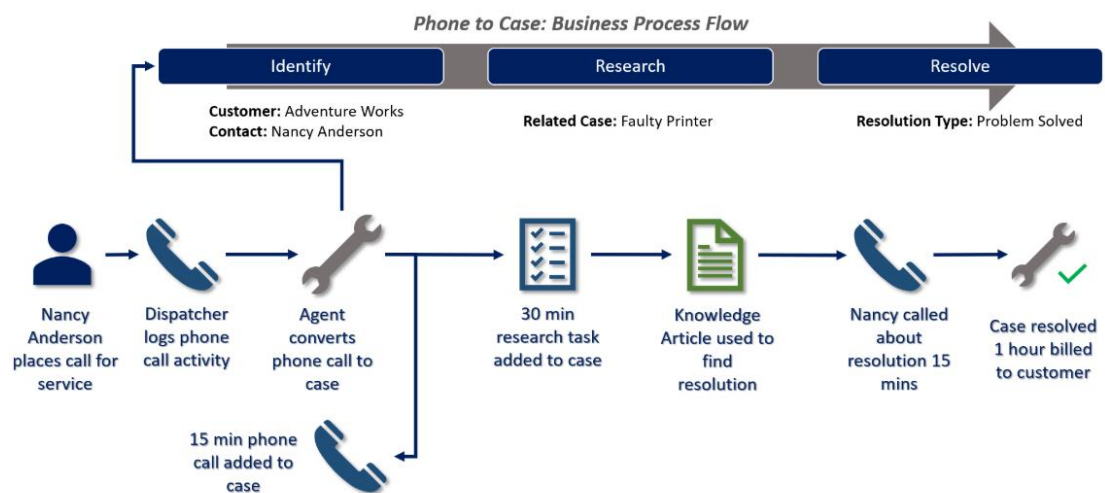 Phone to Case: Business Process Flow
Identify
Research
Resolve
Customer: Adventure Works
Contact: Nancy Anderson
Related Case: Faulty Printer
Resolution Type: Problem Solved
Nancy
Anderson
places call for
service
Dispatcher
logs phone
call activity
Agent
converts
phone call to
case
30 min
research task
added to case
Knowledge
Article used to
find
resolution
Nancy called
about
resolution 15
mins
Case resolved
1 hour billed
to customer
15 min phone
call added to
case